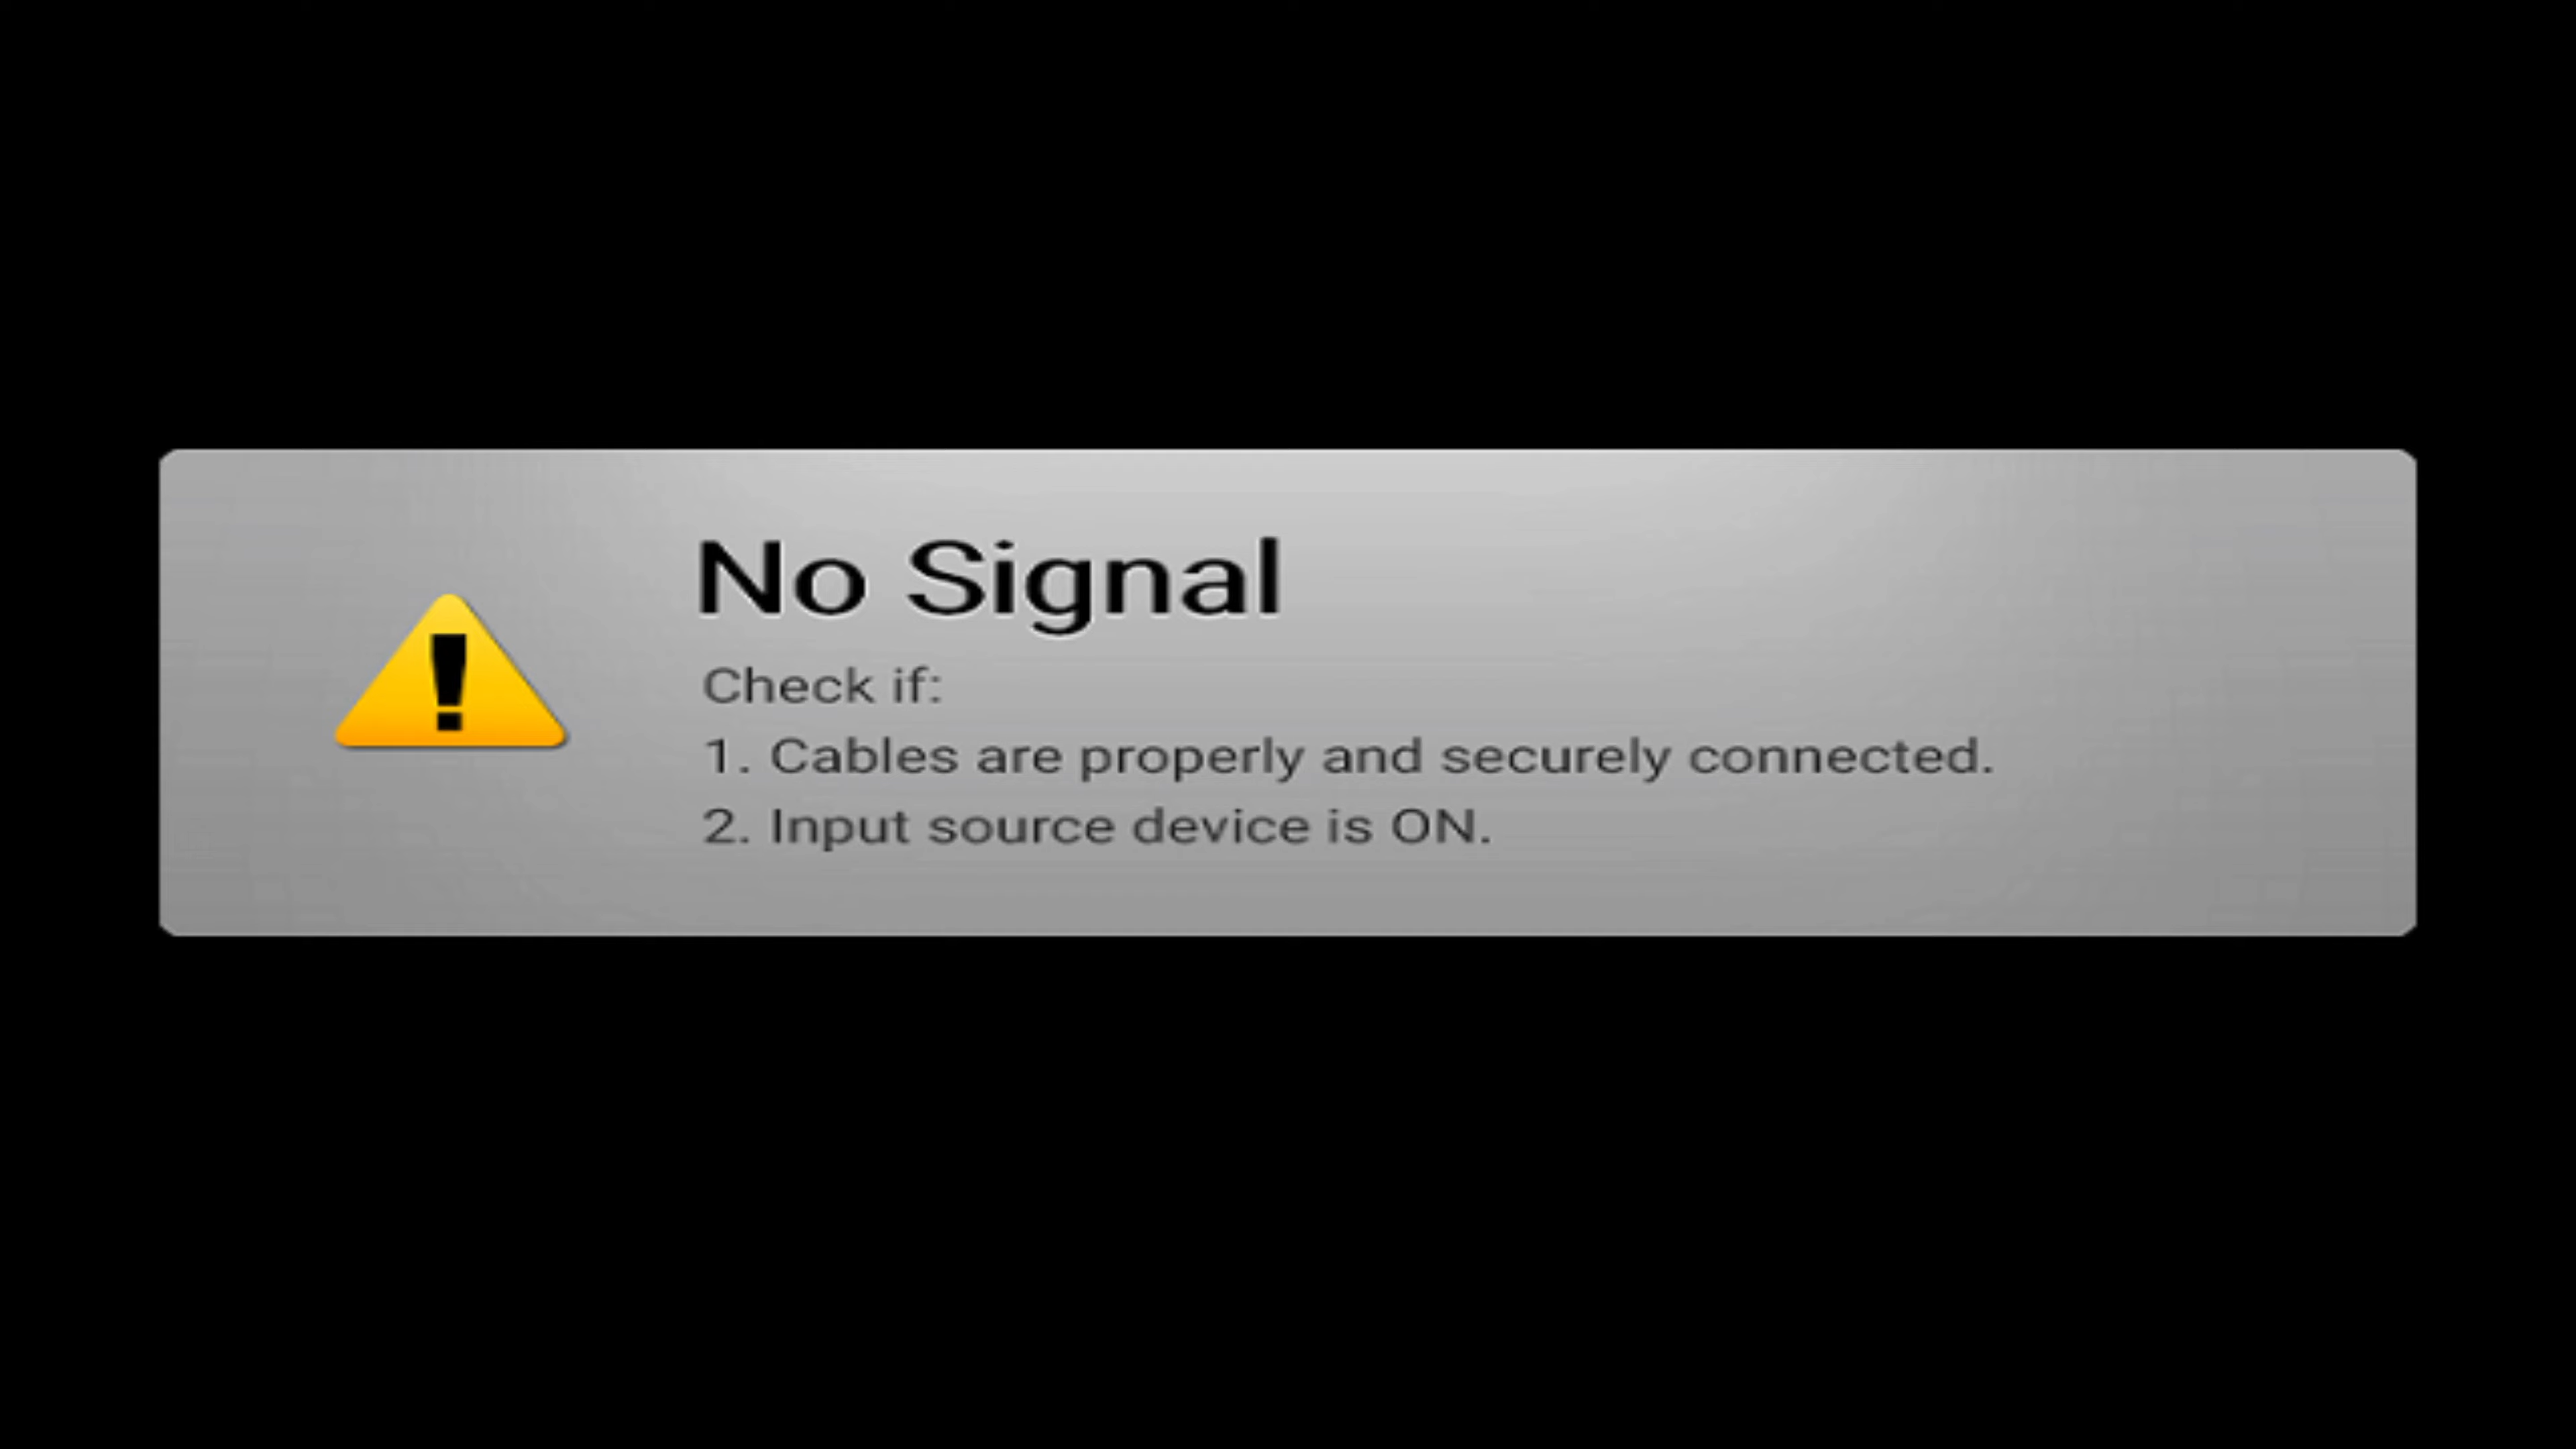 No Signal
Check if:
1. Cables are properly and securely connected.
2. Input source device is ON.